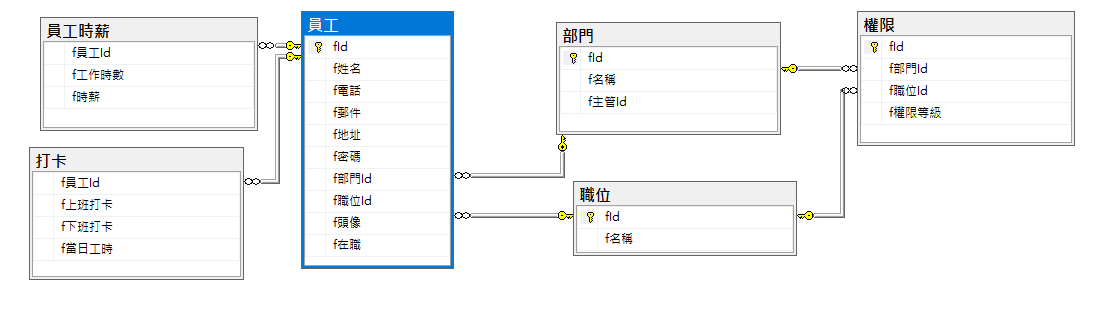 員工時薪
f員工Id
f工作時數
f時薪
打卡
f員工Id
f上班打卡
f下班打卡
f當日工時
員工
fId
f姓名
f電話
f郵件
f地址
f密碼
f部門Id
f職位Id
f頭像
f在職
部門
fId
f名稱
f主管Id
職位
fId
f名稱
權限
fId
f部門Id
f職位Id
f權限等級